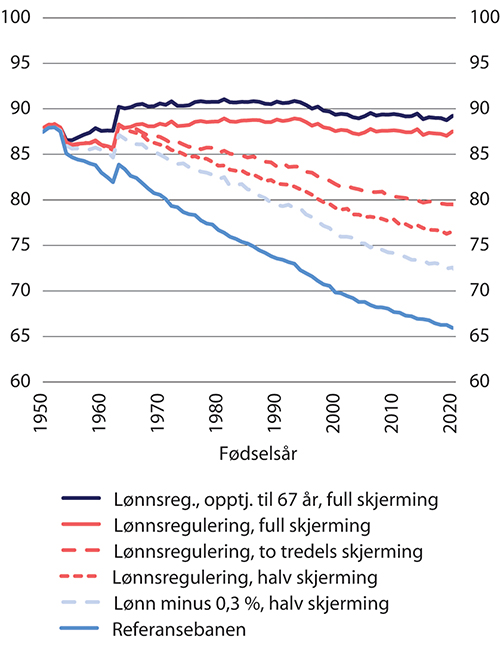 100 100
95 95
90 90
85 85
80 80
75 75
70 70
65 65
60 60
1950 1960 1970 1980 1990 2000 2010 2020
Fødselsår
Lønnsreg., opptj. til 67 år, full skjerming
Lønnsregulering, full skjerming
Lønnsregulering, to tredels skjerming
Lønnsregulering, halv skjerming
Lønn minus 0,3 %, halv skjerming
Referansebanen